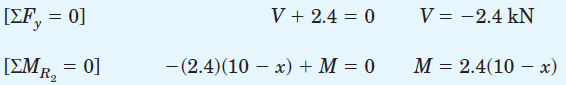 [ΣF_y = 0] V + 2.4 = 0 V = −2.4 kN
[ΣM_{R_2} = 0] −(2.4)(10 − x) + M = 0 M = 2.4(10 − x)